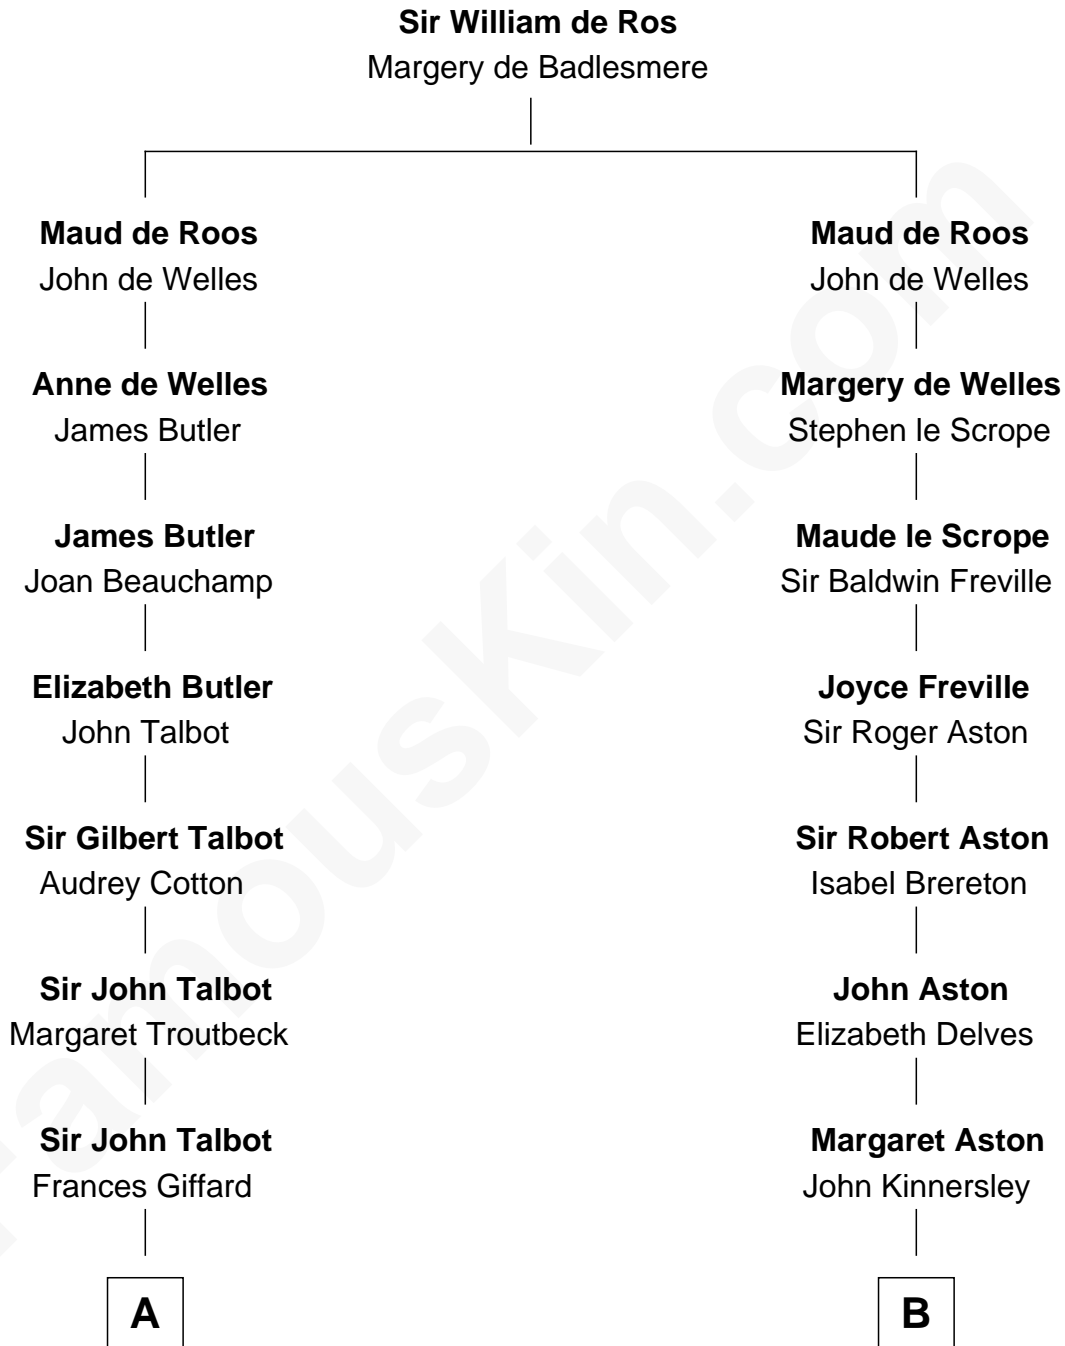 Sir William de Ros
Margery de Badlesmere
Maud de Roos
John de Welles
Anne de Welles
James Butler
James Butler
Joan Beauchamp
Elizabeth Butler
John Talbot
Sir Gilbert Talbot
Audrey Cotton
Sir John Talbot
Margaret Troutbeck
Sir John Talbot
Frances Giffard
A
Maud de Roos
John de Welles
Margery de Welles
Stephen le Scrope
Maude le Scrope
Sir Baldwin Freville
Joyce Freville
Sir Roger Aston
Sir Robert Aston
Isabel Brereton
John Aston
Elizabeth Delves
Margaret Aston
John Kinnersley
B
FamousKin.com